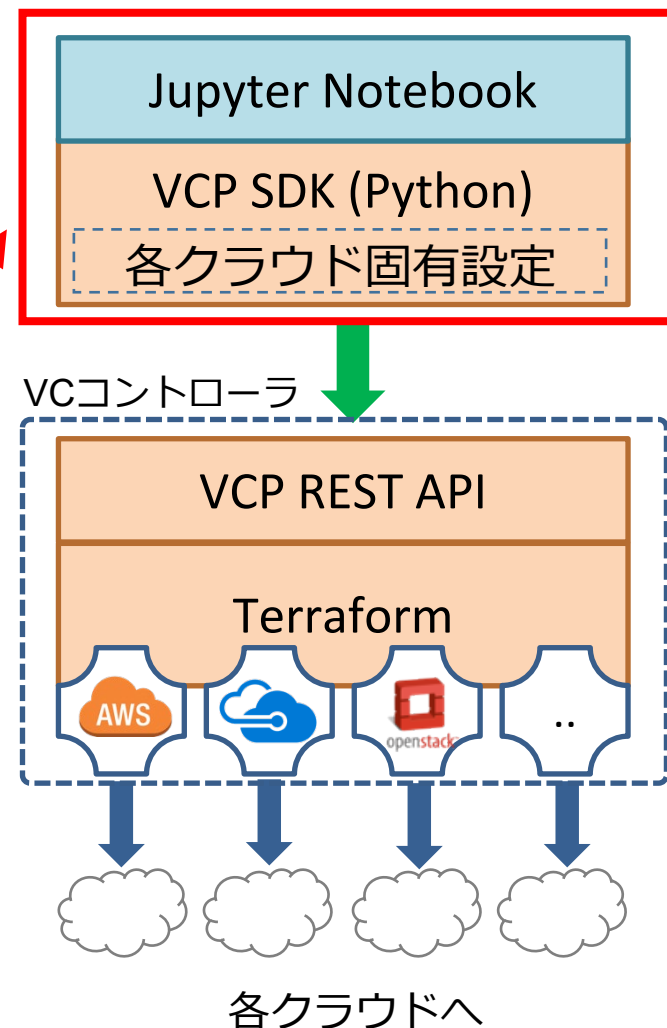 Jupyter Notebook
VCP SDK (Python)
各クラウド固有設定
VCコントローラ
VCP REST API
Terraform
AWS
openstack
..
各クラウドへ